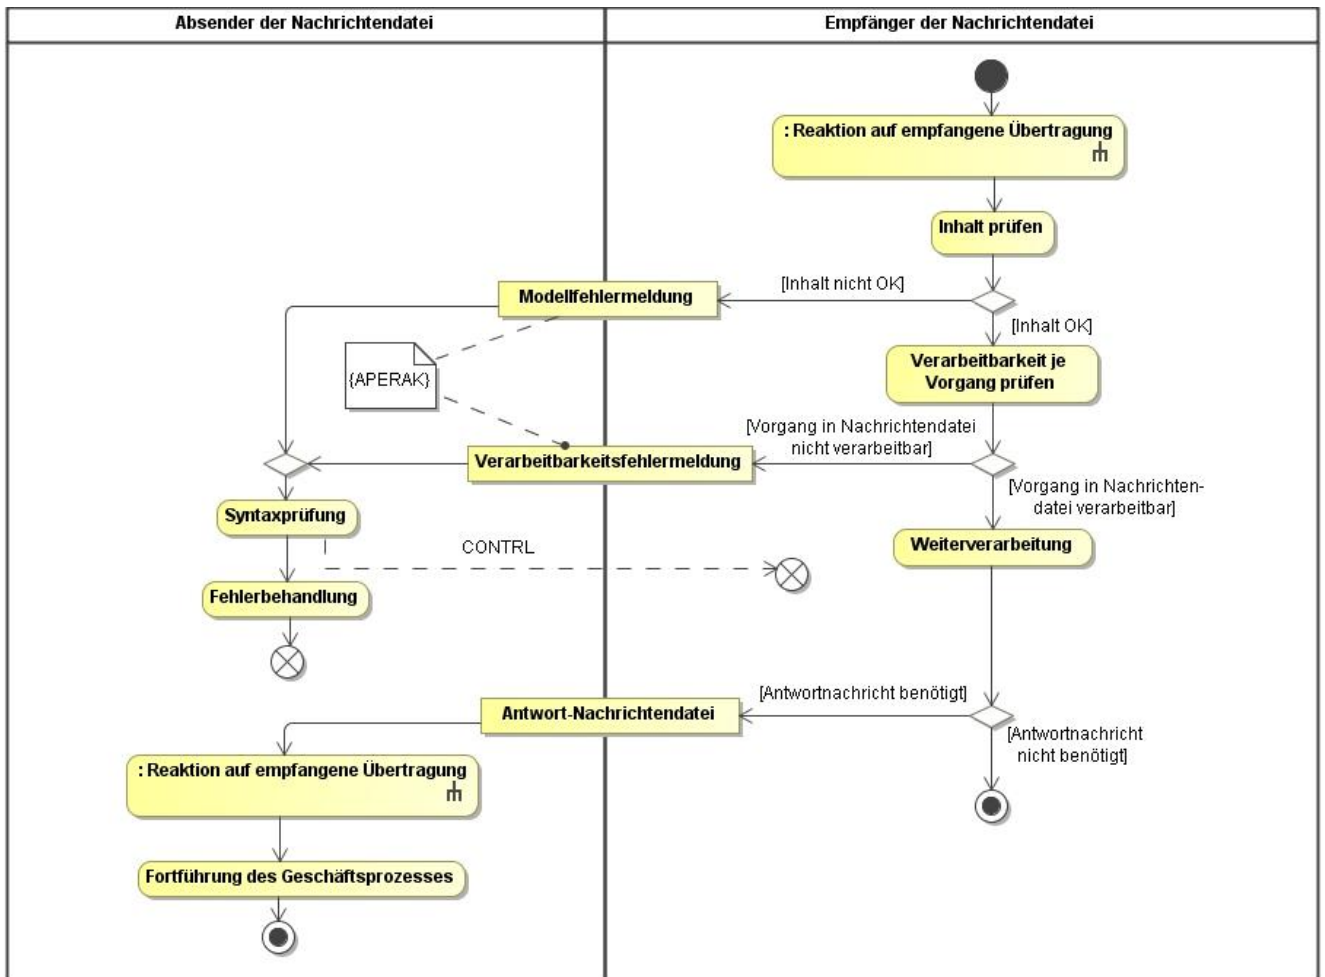 Absender der Nachrichtendatei
Empfänger der Nachrichtendatei
: Reaktion auf empfangene Übertragung
Inhalt prüfen
[Inhalt nicht OK]
Modellfehlermeldung
[Inhalt OK]
{APERAK}
Verarbeitbarkeit je
Vorgang prüfen
[Vorgang in Nachrichtendatei
nicht verarbeitbar]
Verarbeitbarkeitsfehlermeldung
[Vorgang in Nachrichten-
datei verarbeitbar]
Syntaxprüfung
CONTRL
Weiterverarbeitung
Fehlerbehandlung
[Antwortnachricht benötigt]
Antwort-Nachrichtendatei
[Antwortnachricht
nicht benötigt]
: Reaktion auf empfangene Übertragung
Fortführung des Geschäftsprozesses